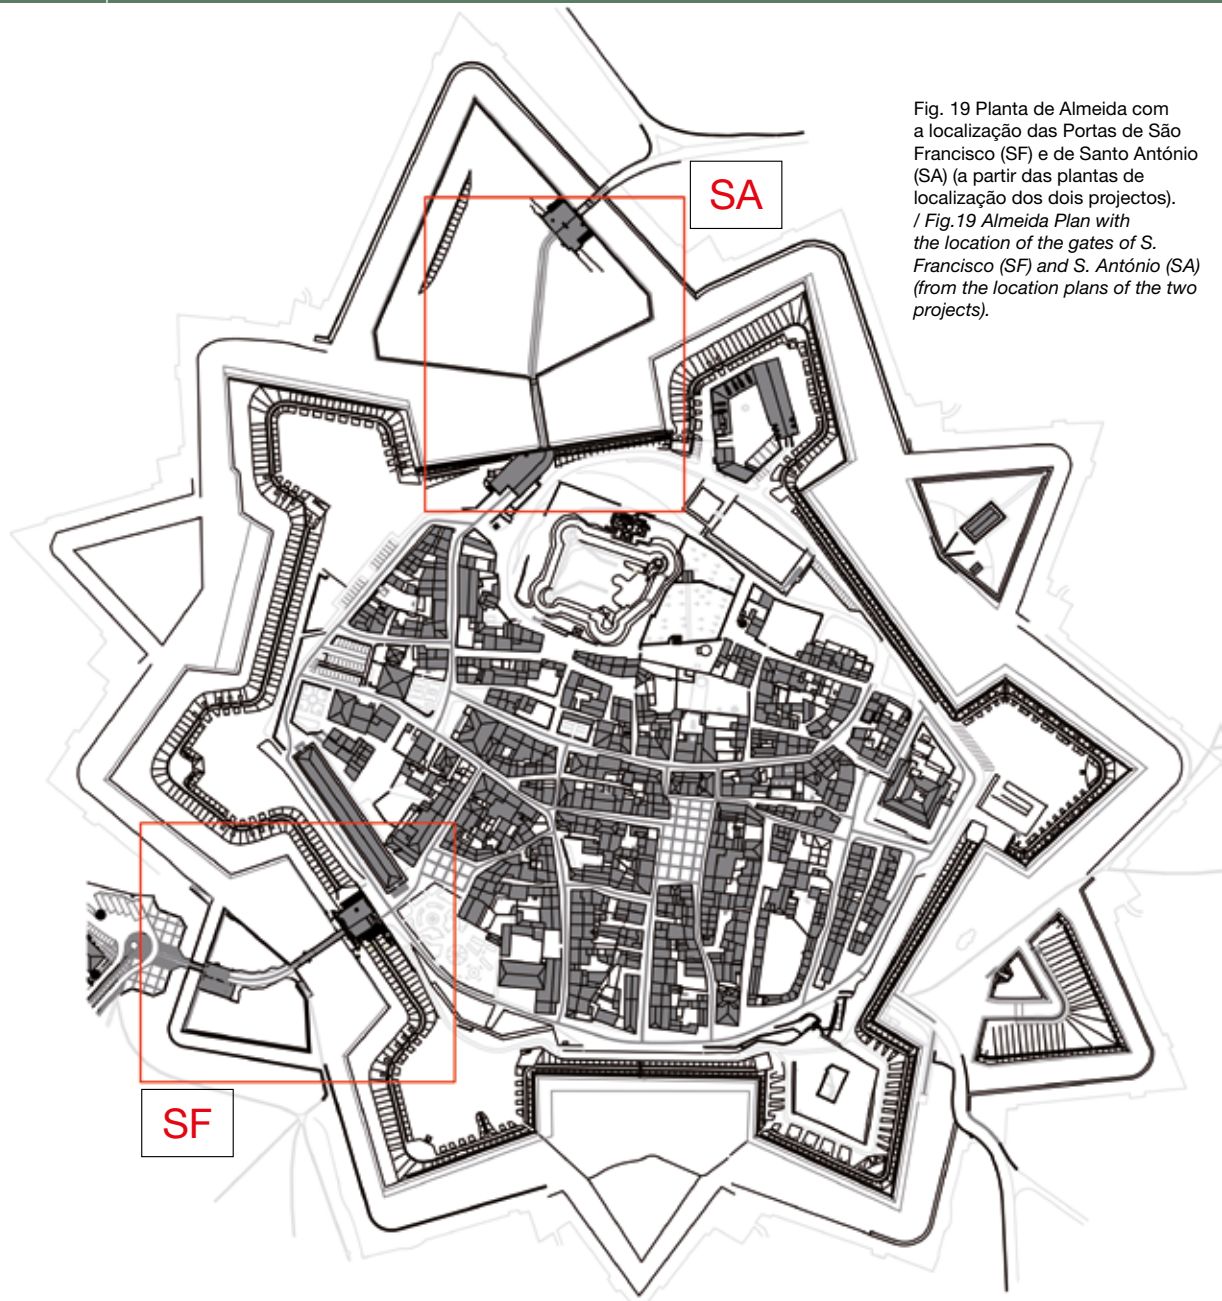 Fig. 19 Planta de Almeida com
a localização das Portas de São
Francisco (SF) e de Santo António
(SA) (a partir das plantas de
localização dos dois projectos).
/ Fig.19 Almeida Plan with
the location of the gates of S.
Francisco (SF) and S. António (SA)
(from the location plans of the two
projects).
SA
SF